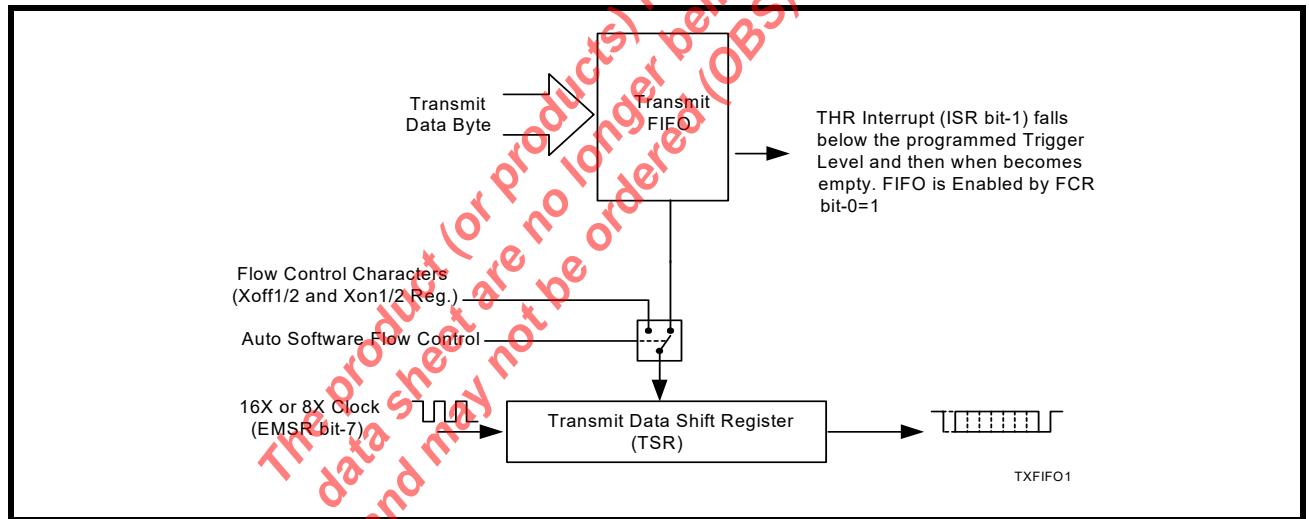 Transmit
Data Byte
Transmit
FIFO
THR Interrupt (ISR bit-1) falls
below the programmed Trigger
Level and then when becomes
empty. FIFO is Enabled by FCR
bit-0=1
Flow Control Characters
(Xoff1/2 and Xon1/2 Reg.)
Auto Software Flow Control
16X or 8X Clock
(EMSR bit-7)
Transmit Data Shift Register
(TSR)
TXFIFO1
The product (or products)
data sheet are no longer
and may not be ordered (OBS)